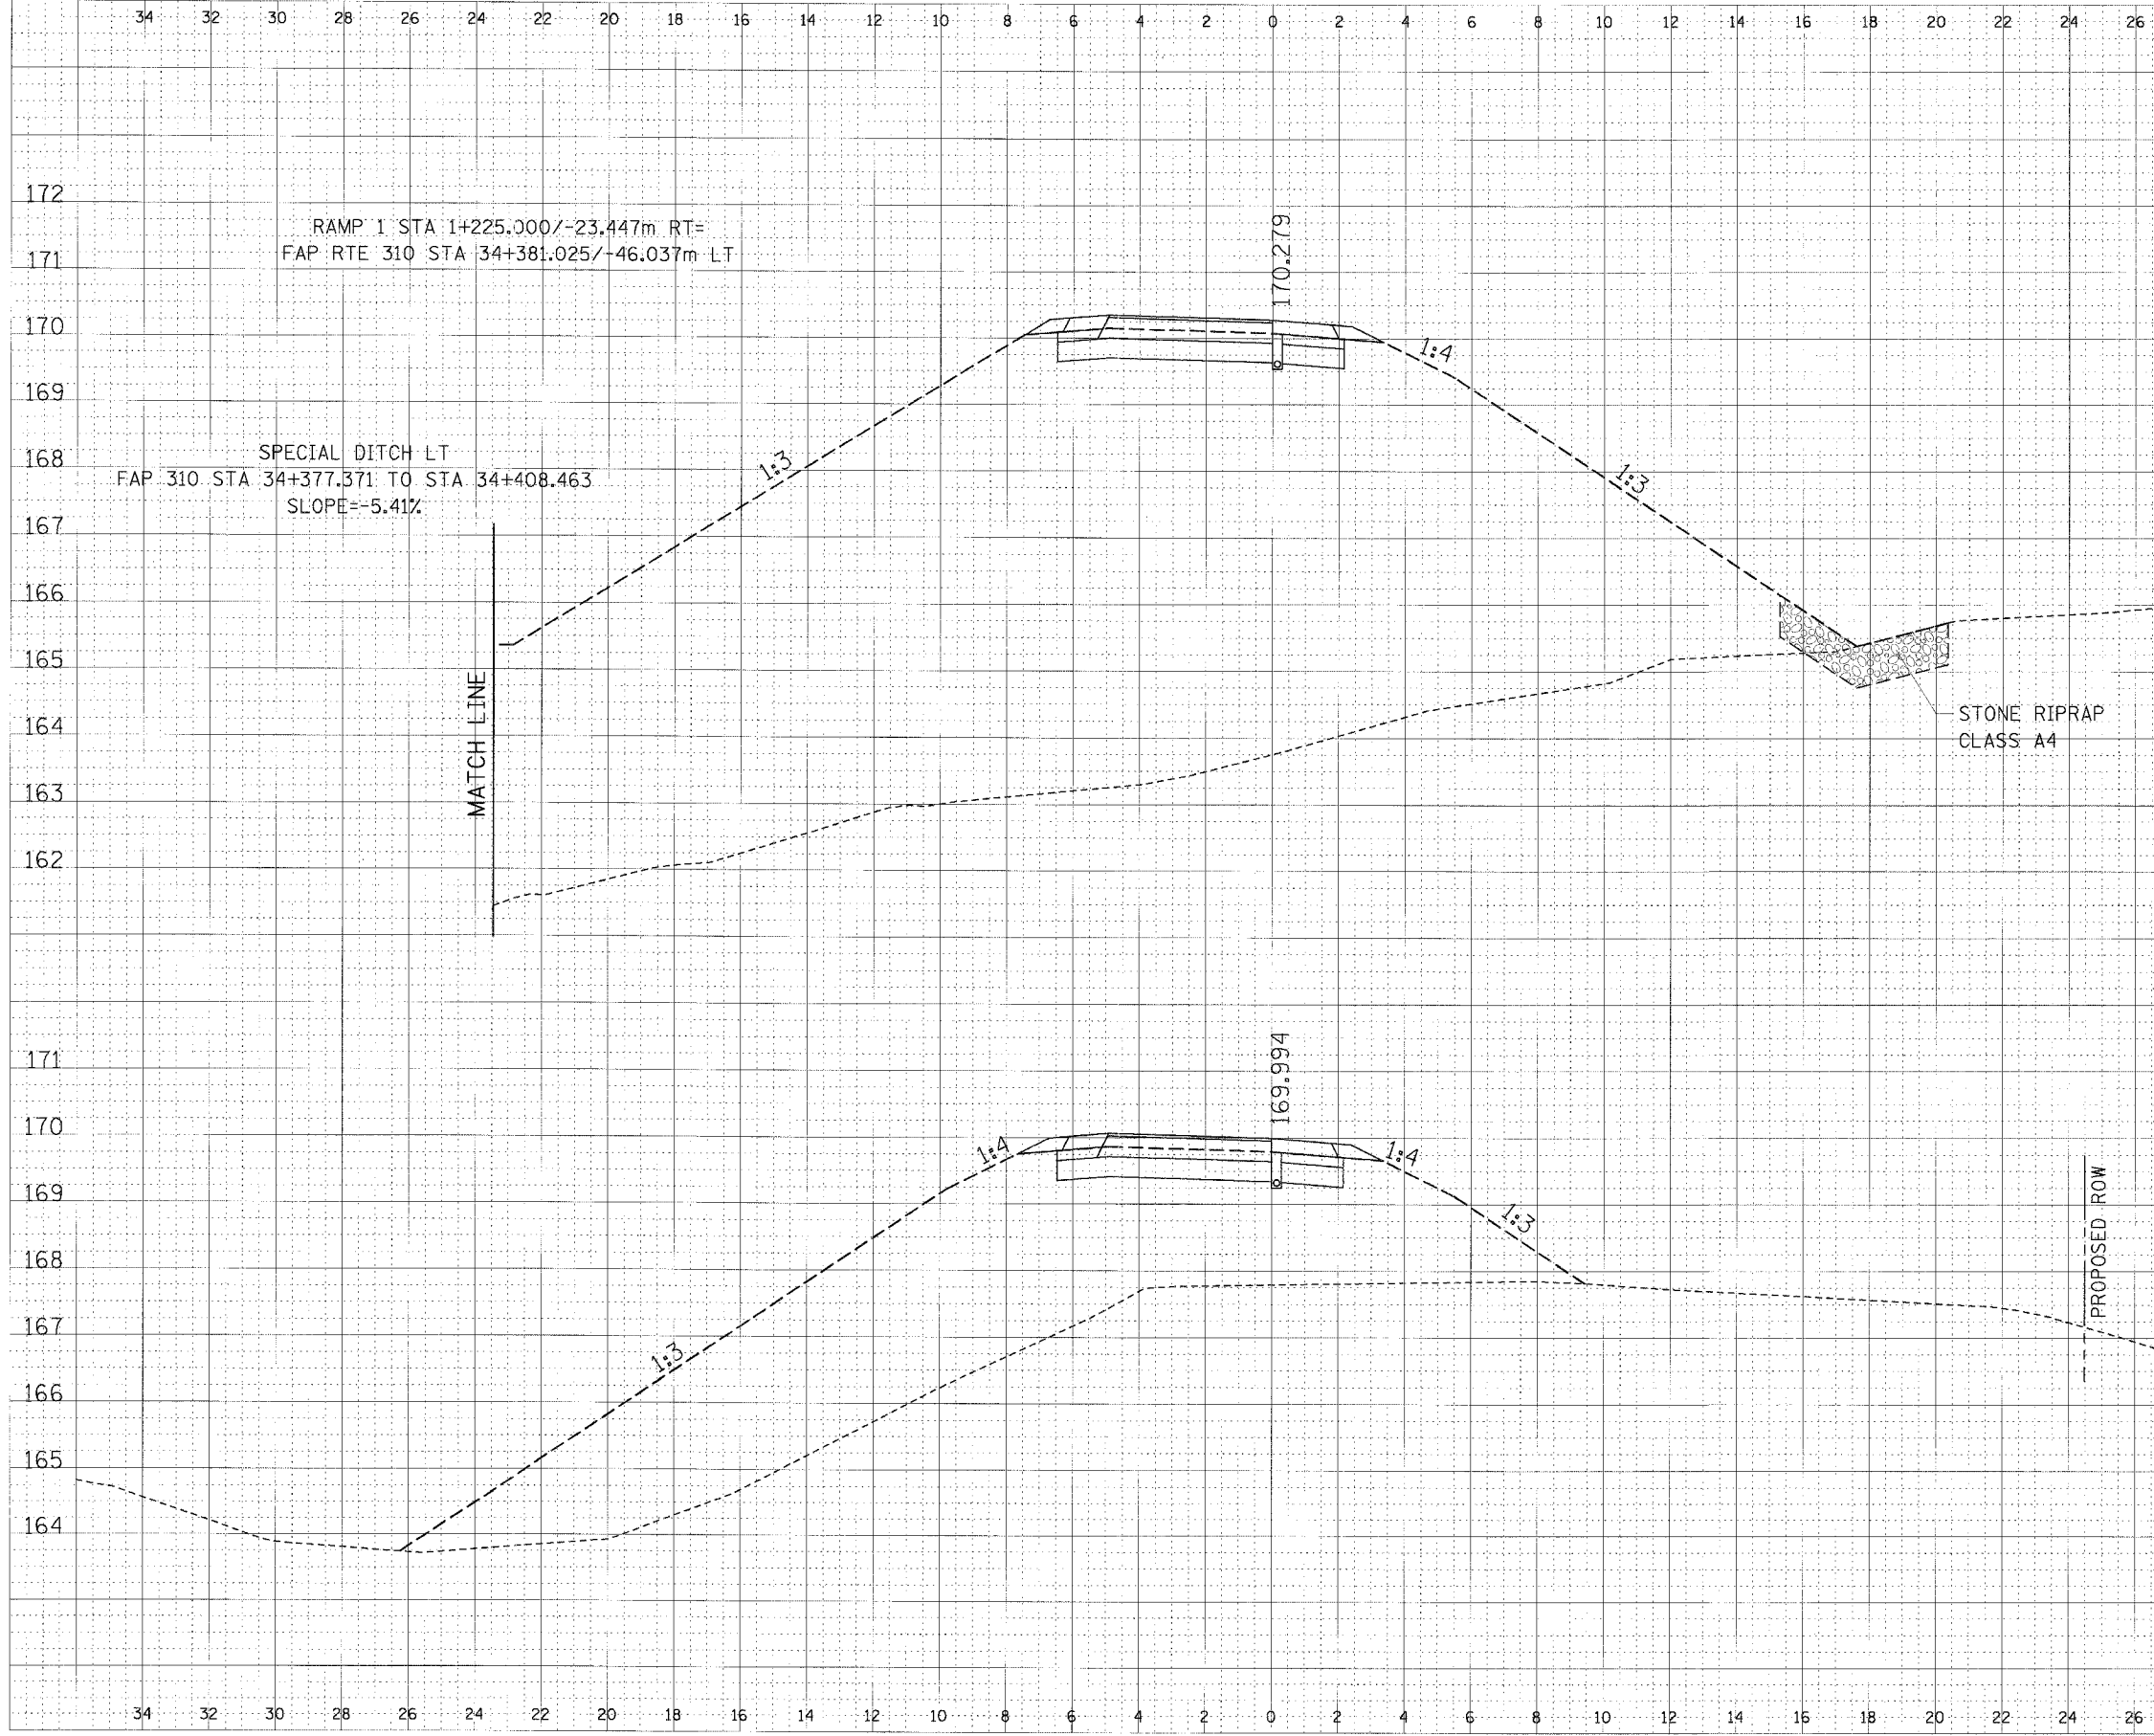 34 32 30 28 26 24 22 20 18 16 14 12 10 8 6 4 2 0 2 4 6 8 10 12 14 16 18 20 22 24 26
172
RAMP 1 STA 1+225.000/-23.447m RT=
FAP RTE 310 STA 34+381.025/-46.037m LT
171
170.279
170
1:4
169
SPECIAL DITCH LT
168
1:3
1:3
FAP 310 STA 34+377.371 TO STA 34+408.463
SLOPE=-5.41%
167
166
165
MATCH LINE
164
STONE RIPRAP
CLASS A4
163
162
171
169.994
170
1:4
1:4
169
1:3
PROPOSED ROW
168
167
1:3
166
165
164
34 32 30 28 26 24 22 20 18 16 14 12 10 8 6 4 2 0 2 4 6 8 10 12 14 16 18 20 22 24 26